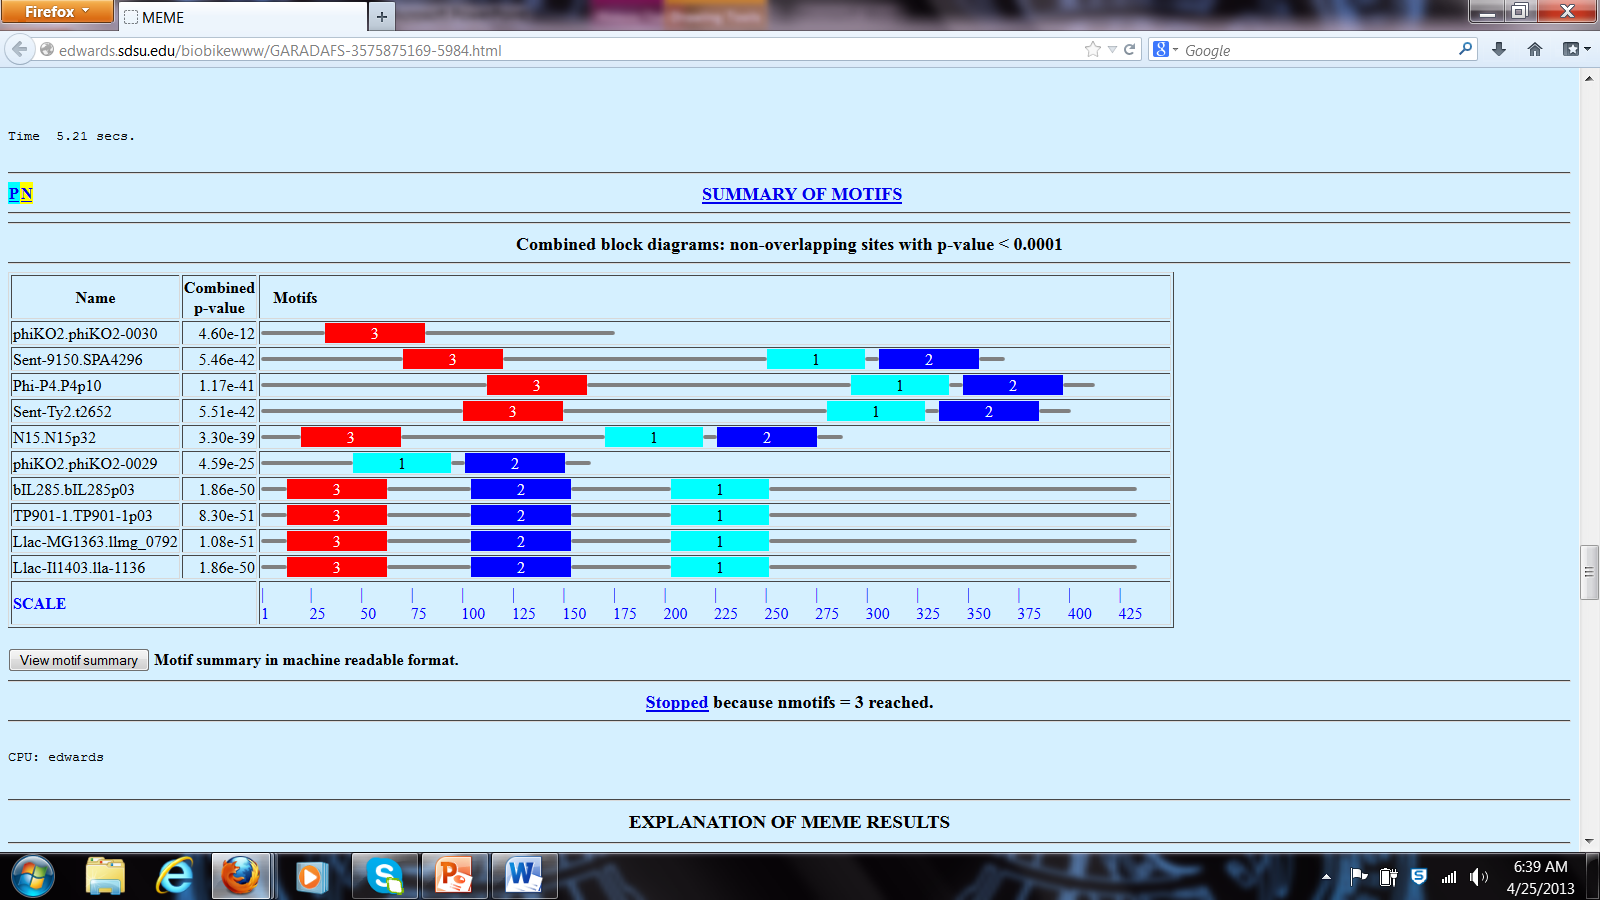 Firefox
MEME
edwards.sdsu.edu/biobikewww/GARADAFS-3575875169-5984.html
Google
Time  5.21 secs.
PN
SUMMARY OF MOTIFS
Combined block diagrams: non-overlapping sites with p-value < 0.0001
Name Combined p-value Motifs
phiKO2.phiKO2-0030 4.60e-12 3
Sent-9150.SPA4296 5.46e-42 3 1 2
Phi-P4.P4p10 1.17e-41 3 1 2
Sent-Ty2.t2652 5.51e-42 3 1 2
N15.N15p32 3.30e-39 3 1 2
phiKO2.phiKO2-0029 4.59e-25 1 2
bIL285.bIL285p03 1.86e-50 3 2 1
TP901-1.TP901-1p03 8.30e-51 3 2 1
Llac-MG1363.llmg_0792 1.08e-51 3 2 1
Llac-Il1403.lla-1136 1.86e-50 3 2 1
SCALE 1 25 50 75 100 125 150 175 200 225 250 275 300 325 350 375 400 425
View motif summary Motif summary in machine readable format.
Stopped because nmotifs = 3 reached.
CPU: edwards
EXPLANATION OF MEME RESULTS
6:39 AM
4/25/2013